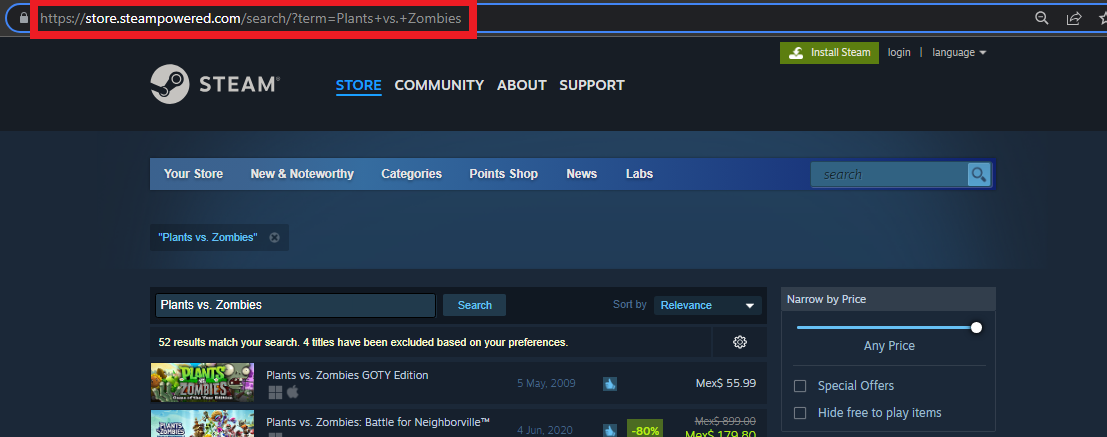 https://store.steampowered.com/search/?term=Plants+vs.+Zombies
Install Steam login | language
STEAM®
STORE COMMUNITY ABOUT SUPPORT
Your Store New & Noteworthy Categories Points Shop News Labs search
"Plants vs. Zombies"
Plants vs. Zombies Search Sort by Relevance
Narrow by Price
52 results match your search. 4 titles have been excluded based on your preferences.
Any Price
PLANTS VS. ZOMBIES
Game of the Year Edition
Plants vs. Zombies GOTY Edition 5 May, 2009 Mex$ 55.99
Special Offers
Hide free to play items
PLANTS VS ZOMBIES
Plants vs. Zombies: Battle for Neighborville™ 4 Jun, 2020 -80% Mex$ 899.00
Mex$ 179.80